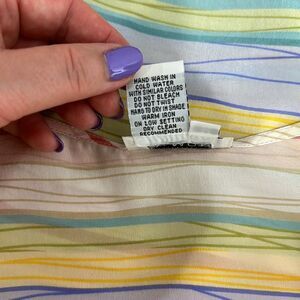 HAND WASH IN
COLD WATER
WITH SIMILAR COLORS
DO NOT BLEACH
DO NOT TWIST
HANG TO DRY IN SHADE
WARM IRON
ON LOW SETTING
DRY CLEAN
RECOMMENDED